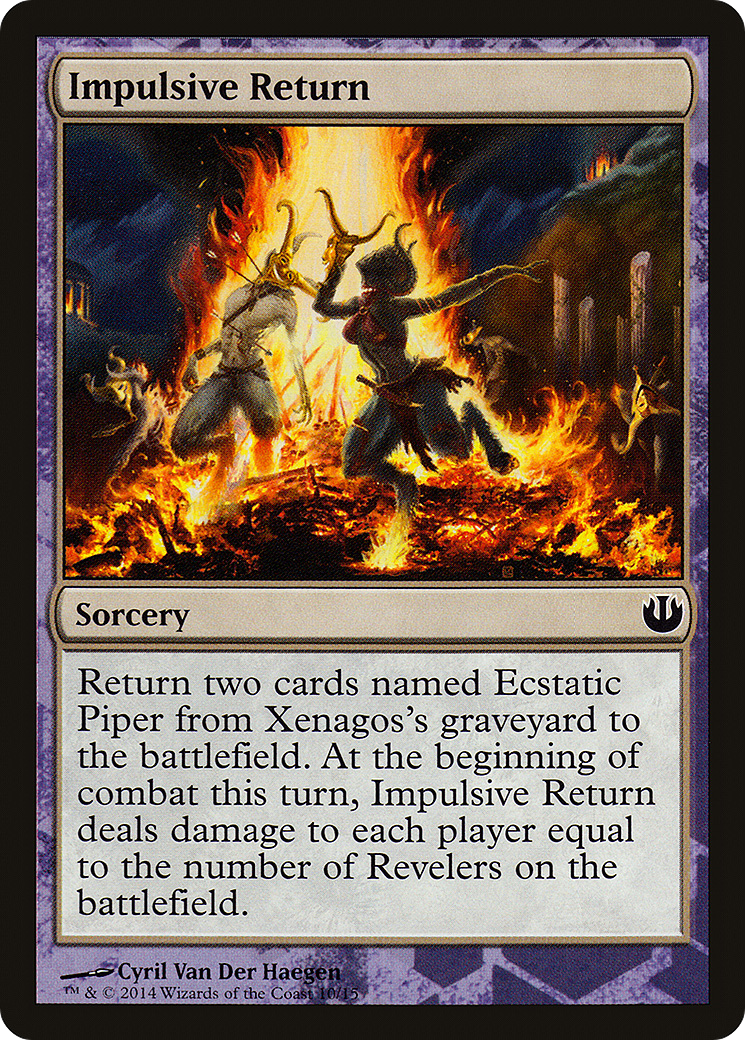 Impulsive Return
Sorcery
Return two cards named Ecstatic
Piper from Xenagos's graveyard to
the battlefield. At the beginning of
combat this turn, Impulsive Return
deals damage to each player equal
to the number of Revelers on the
battlefield.
Cyril Van Der Haegen
™ & © 2014 Wizards of the Coast 10/15